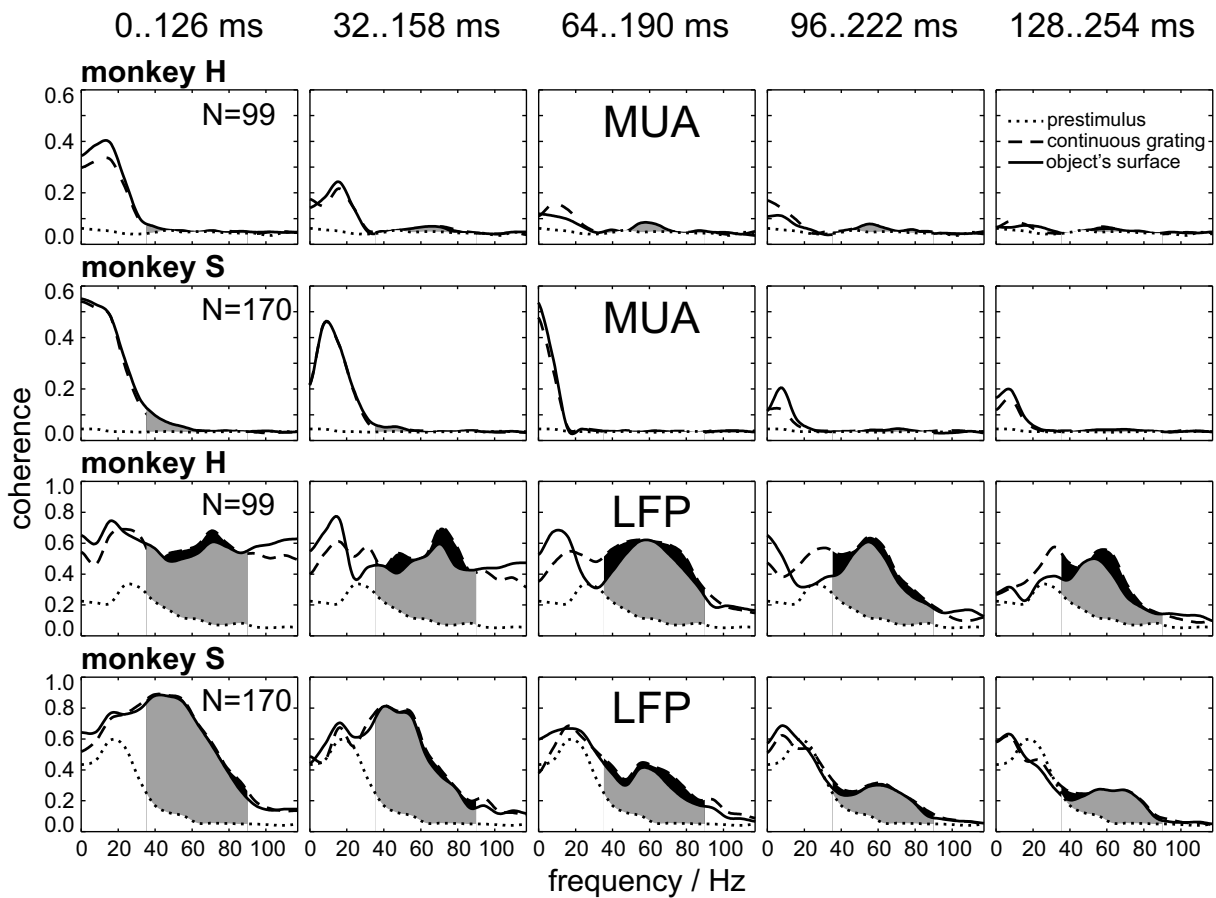 0..126 ms 32..158 ms 64..190 ms 96..222 ms 128..254 ms
monkey H
N=99
MUA
prestimulus
continuous grating
object's surface
0.6
0.4
0.2
0.0
monkey S
N=170
MUA
0.6
0.4
0.2
0.0
monkey H
N=99
LFP
1.0
0.8
0.6
0.4
0.2
0.0
monkey S
N=170
LFP
1.0
0.8
0.6
0.4
0.2
0.0
coherence
0 20 40 60 80 100 0 20 40 60 80 100 0 20 40 60 80 100 0 20 40 60 80 100 0 20 40 60 80 100
frequency / Hz